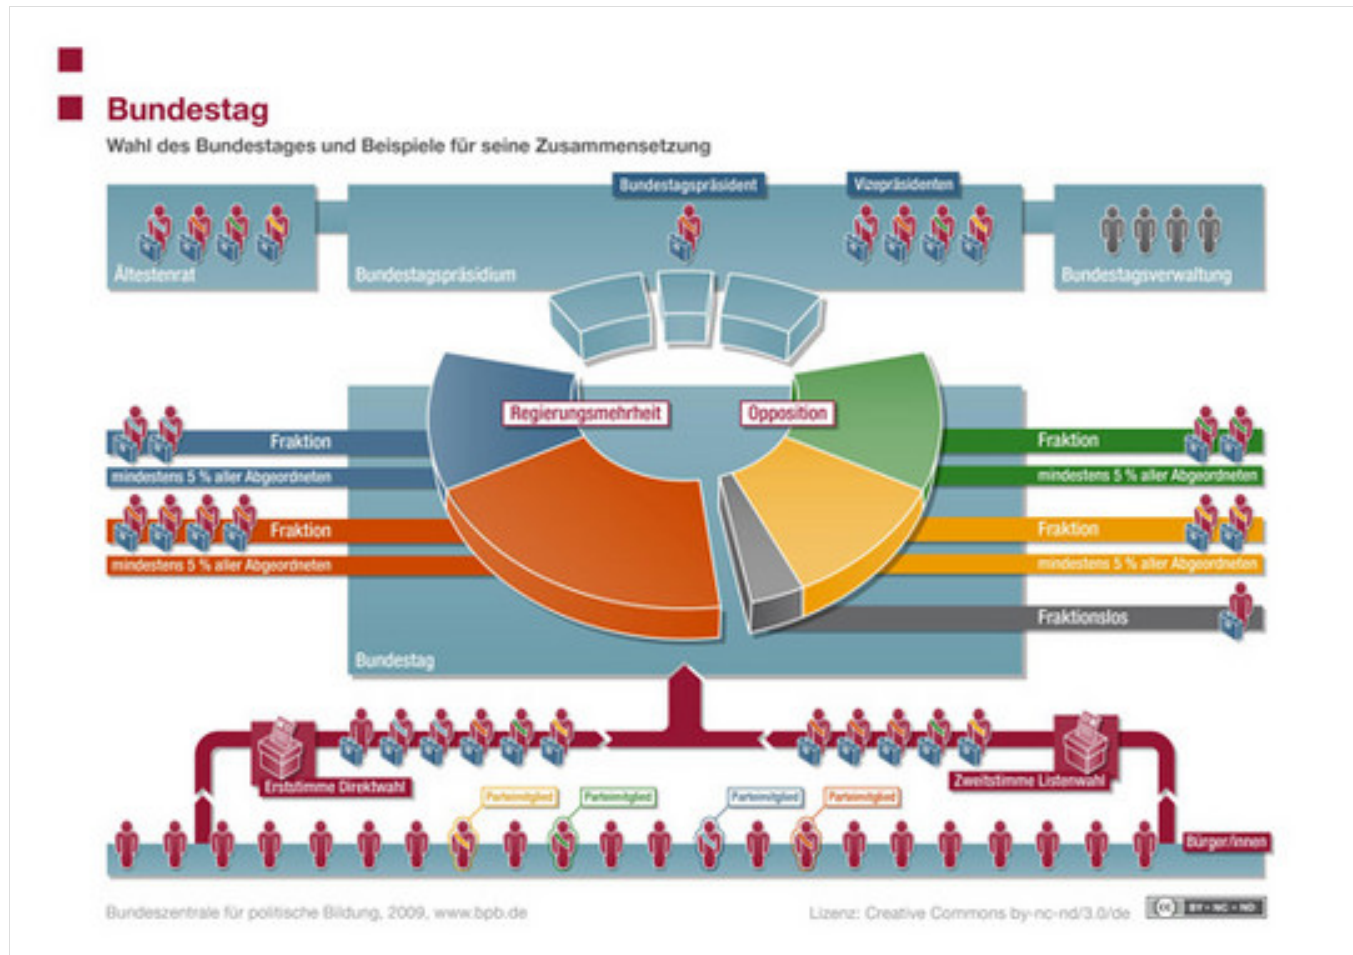 Bundestag
Wahl des Bundestages und Beispiele für seine Zusammensetzung
Bundestagspräsident
Vizepräsidenten
Ältestenrat
Bundestagspräsidium
Bundestagsverwaltung
Regierungsmehrheit
Opposition
Fraktion
mindestens 5 % aller Abgeordneten
Fraktion
mindestens 5 % aller Abgeordneten
Fraktion
mindestens 5 % aller Abgeordneten
Fraktion
mindestens 5 % aller Abgeordneten
Fraktionslos
Bundestag
Erststimme Direktwahl
Zweitstimme Listenwahl
Parteimitglied
Parteimitglied
Parteimitglied
Parteimitglied
Bürger/innen
Bundeszentrale für politische Bildung, 2009, www.bpb.de
Lizenz: Creative Commons by-nc-nd/3.0/de
cc BY - NC - ND